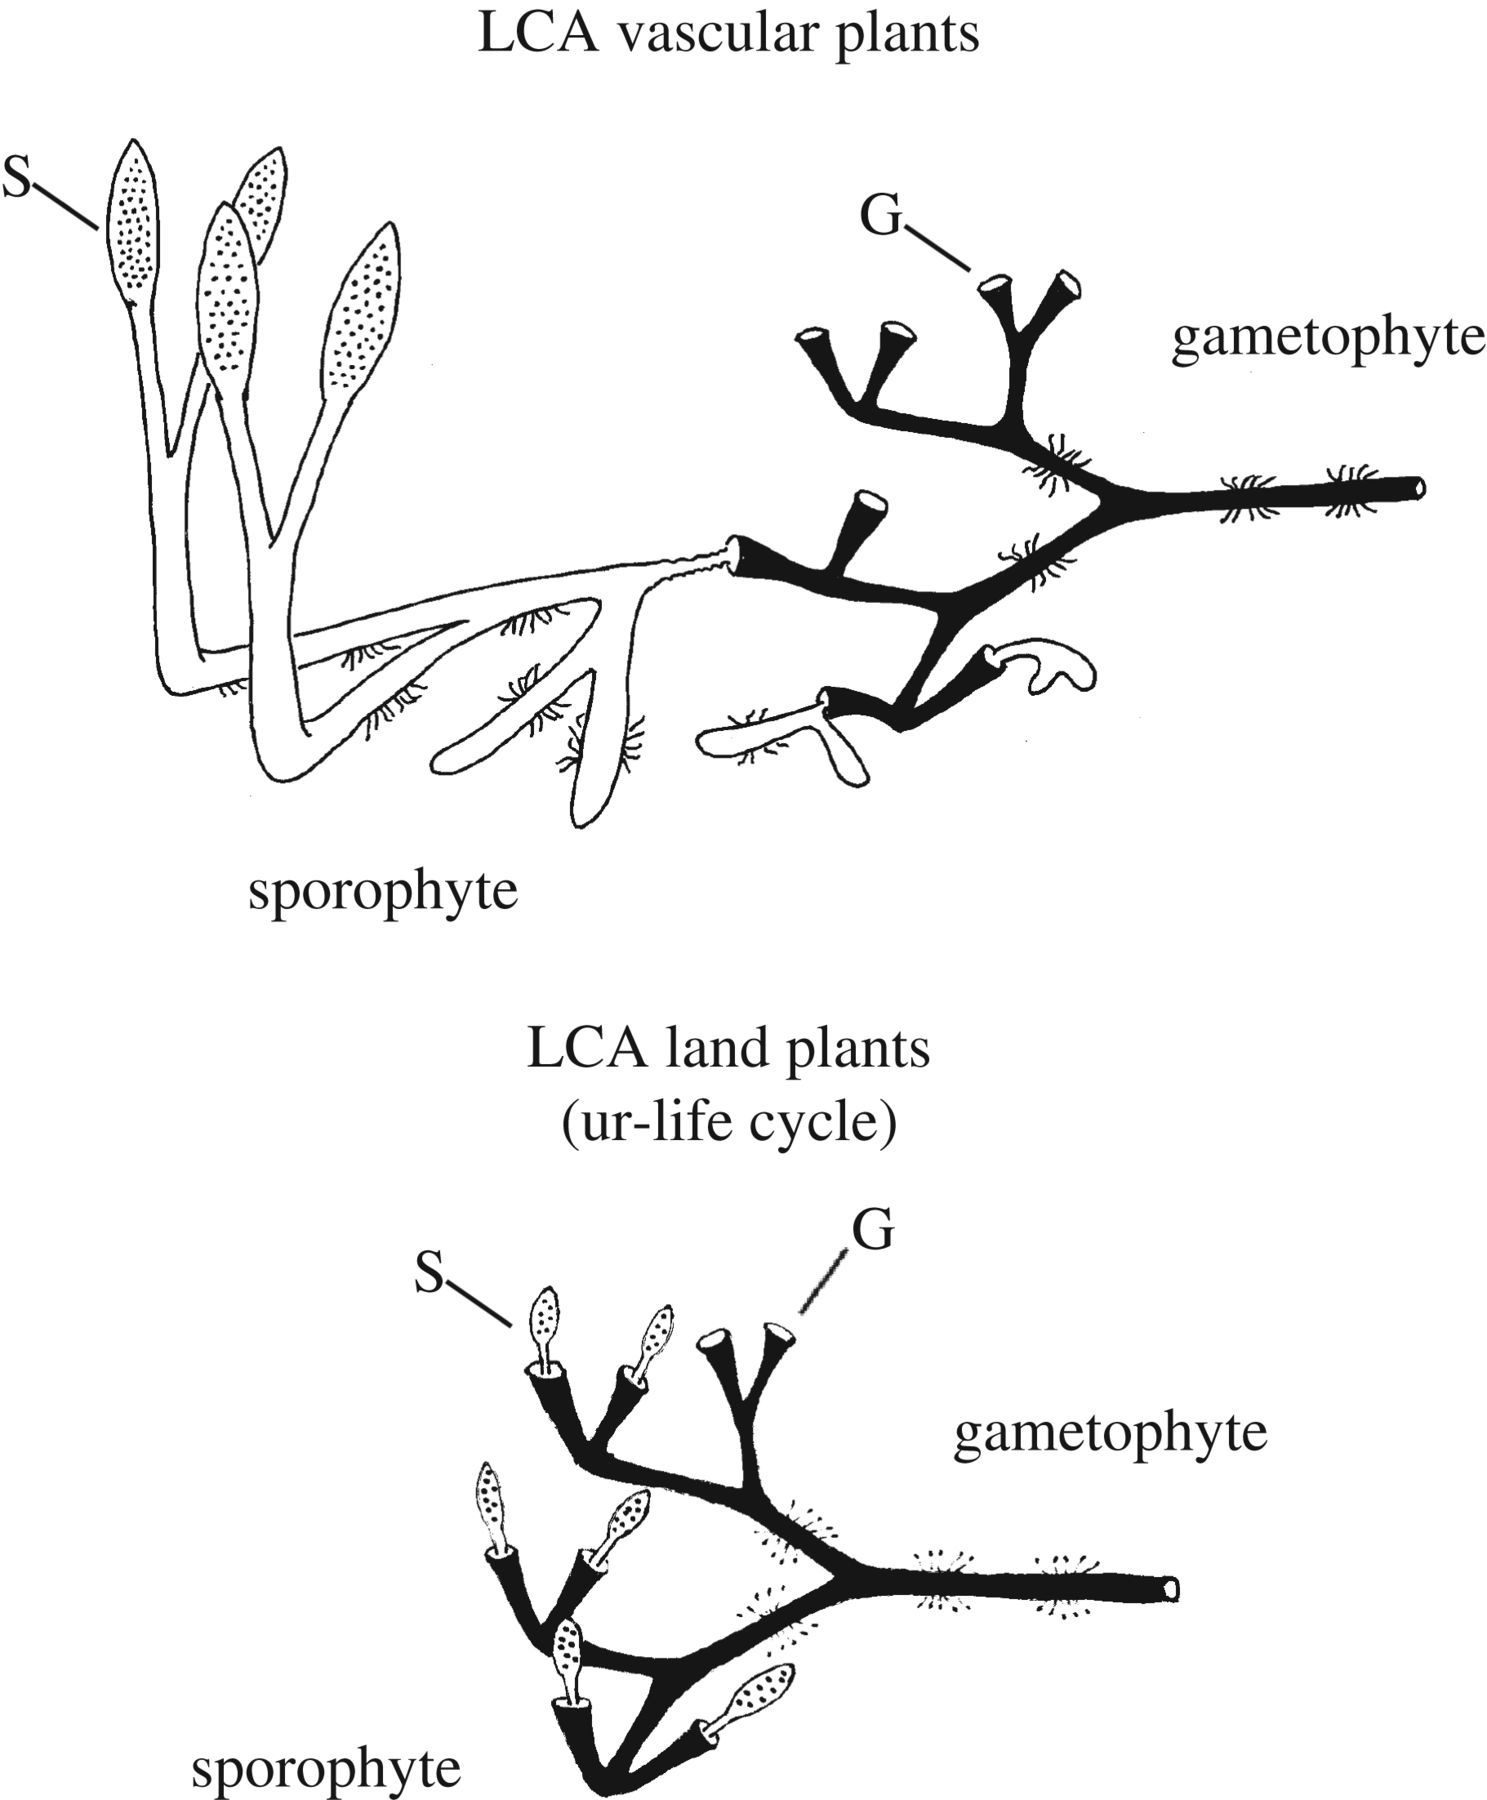 LCA vascular plants
S
G
gametophyte
sporophyte
LCA land plants
(ur-life cycle)
G
S
gametophyte
sporophyte